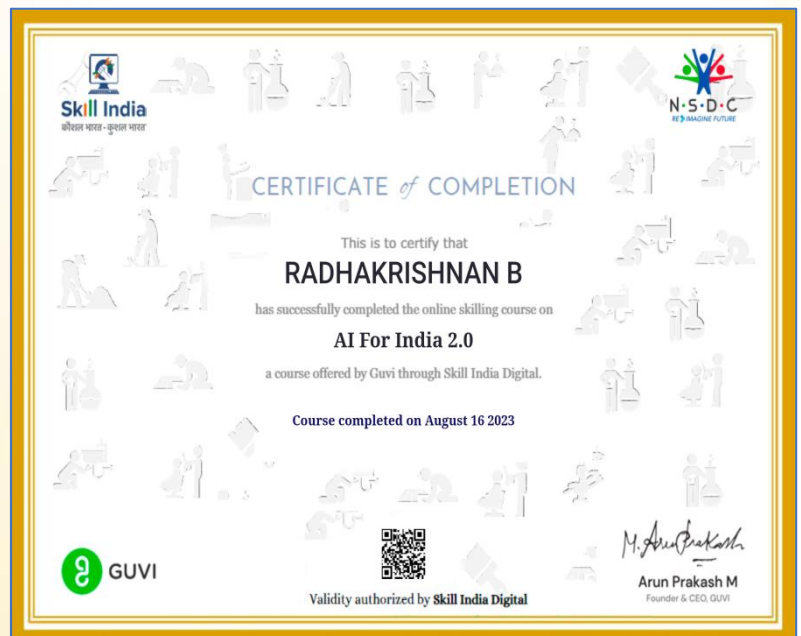 Skill India
कौशल भारत - कुशल भारत
N·S·D·C
RE IMAGINE FUTURE
CERTIFICATE of COMPLETION
This is to certify that
RADHAKRISHNAN B
has successfully completed the online skilling course on
AI For India 2.0
a course offered by Guvi through Skill India Digital.
Course completed on August 16 2023
GUVI
Validity authorized by Skill India Digital
M. Arun Prakash
Arun Prakash M
Founder & CEO, GUVI